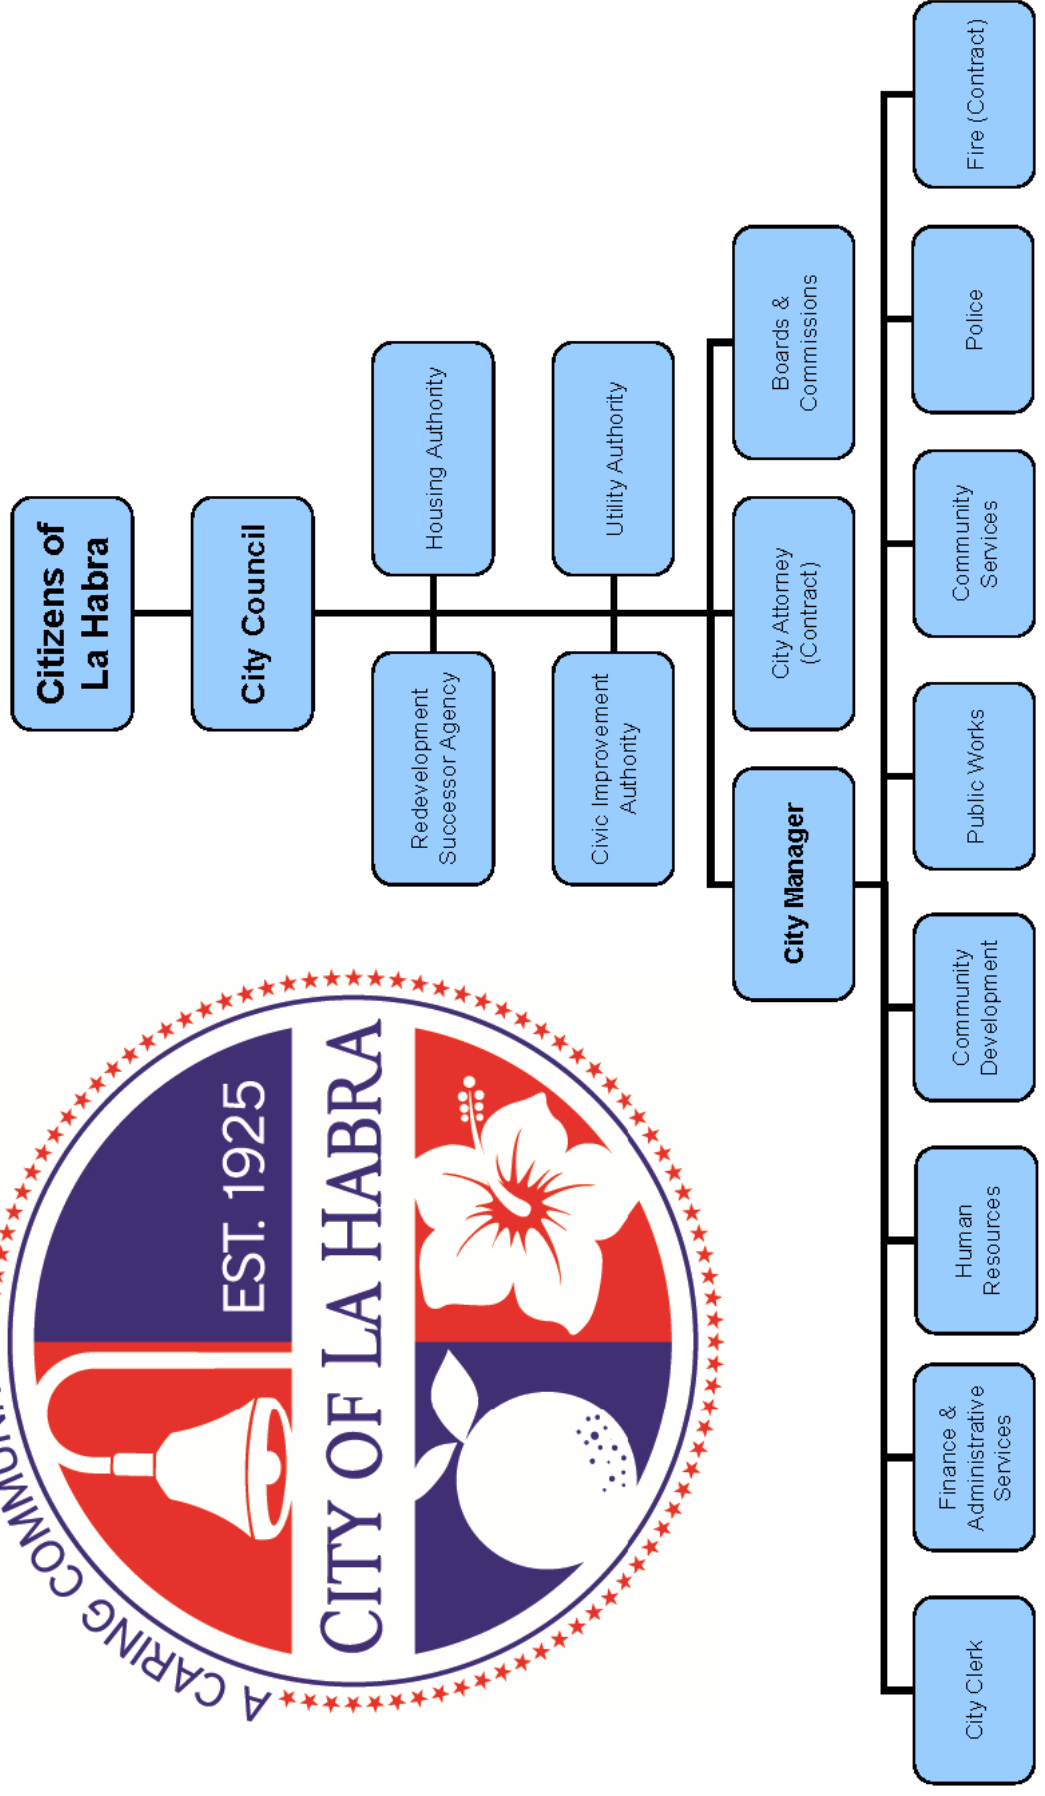 Citizens of
La Habra
City Council
Redevelopment
Successor Agency
Housing Authority
Civic Improvement
Authority
Utility Authority
City Manager
City Attorney
(Contract)
Boards &
Commissions
City Clerk
Finance &
Administrative
Services
Human
Resources
Community
Development
Public Works
Community
Services
Police
Fire (Contract)
A CARING
EST. 1925
CITY OF LA HABRA